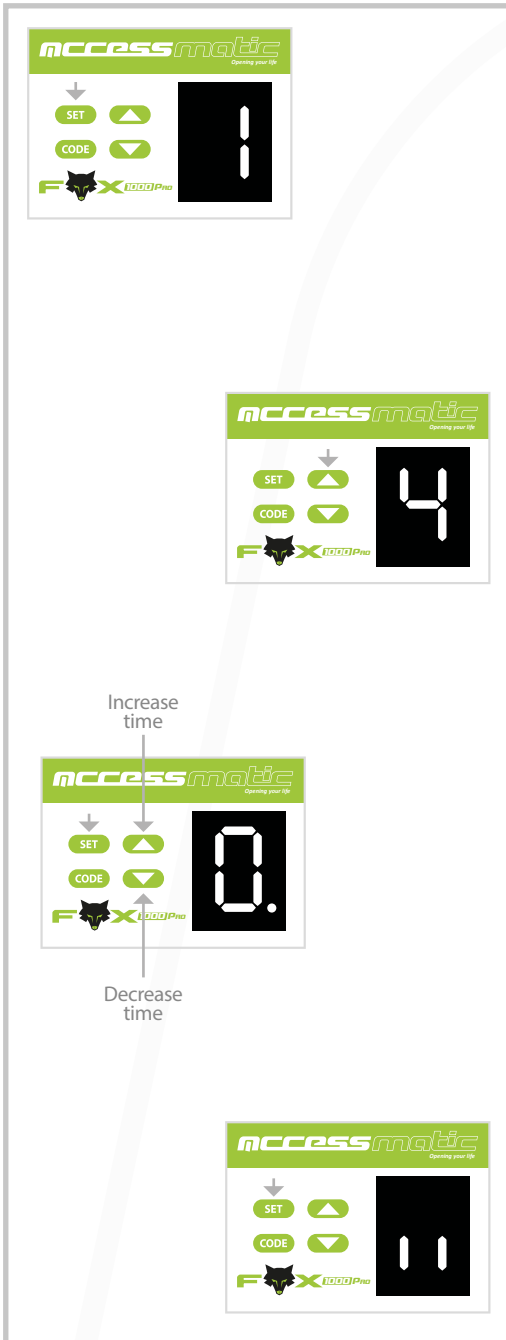 accessmatic
Opening your life
SET
CODE
1
FOX 1000 PRO
accessmatic
Opening your life
SET
CODE
4
FOX 1000 PRO
Increase
time
accessmatic
Opening your life
SET
CODE
0.
FOX 1000 PRO
Decrease
time
accessmatic
Opening your life
SET
CODE
11
FOX 1000 PRO